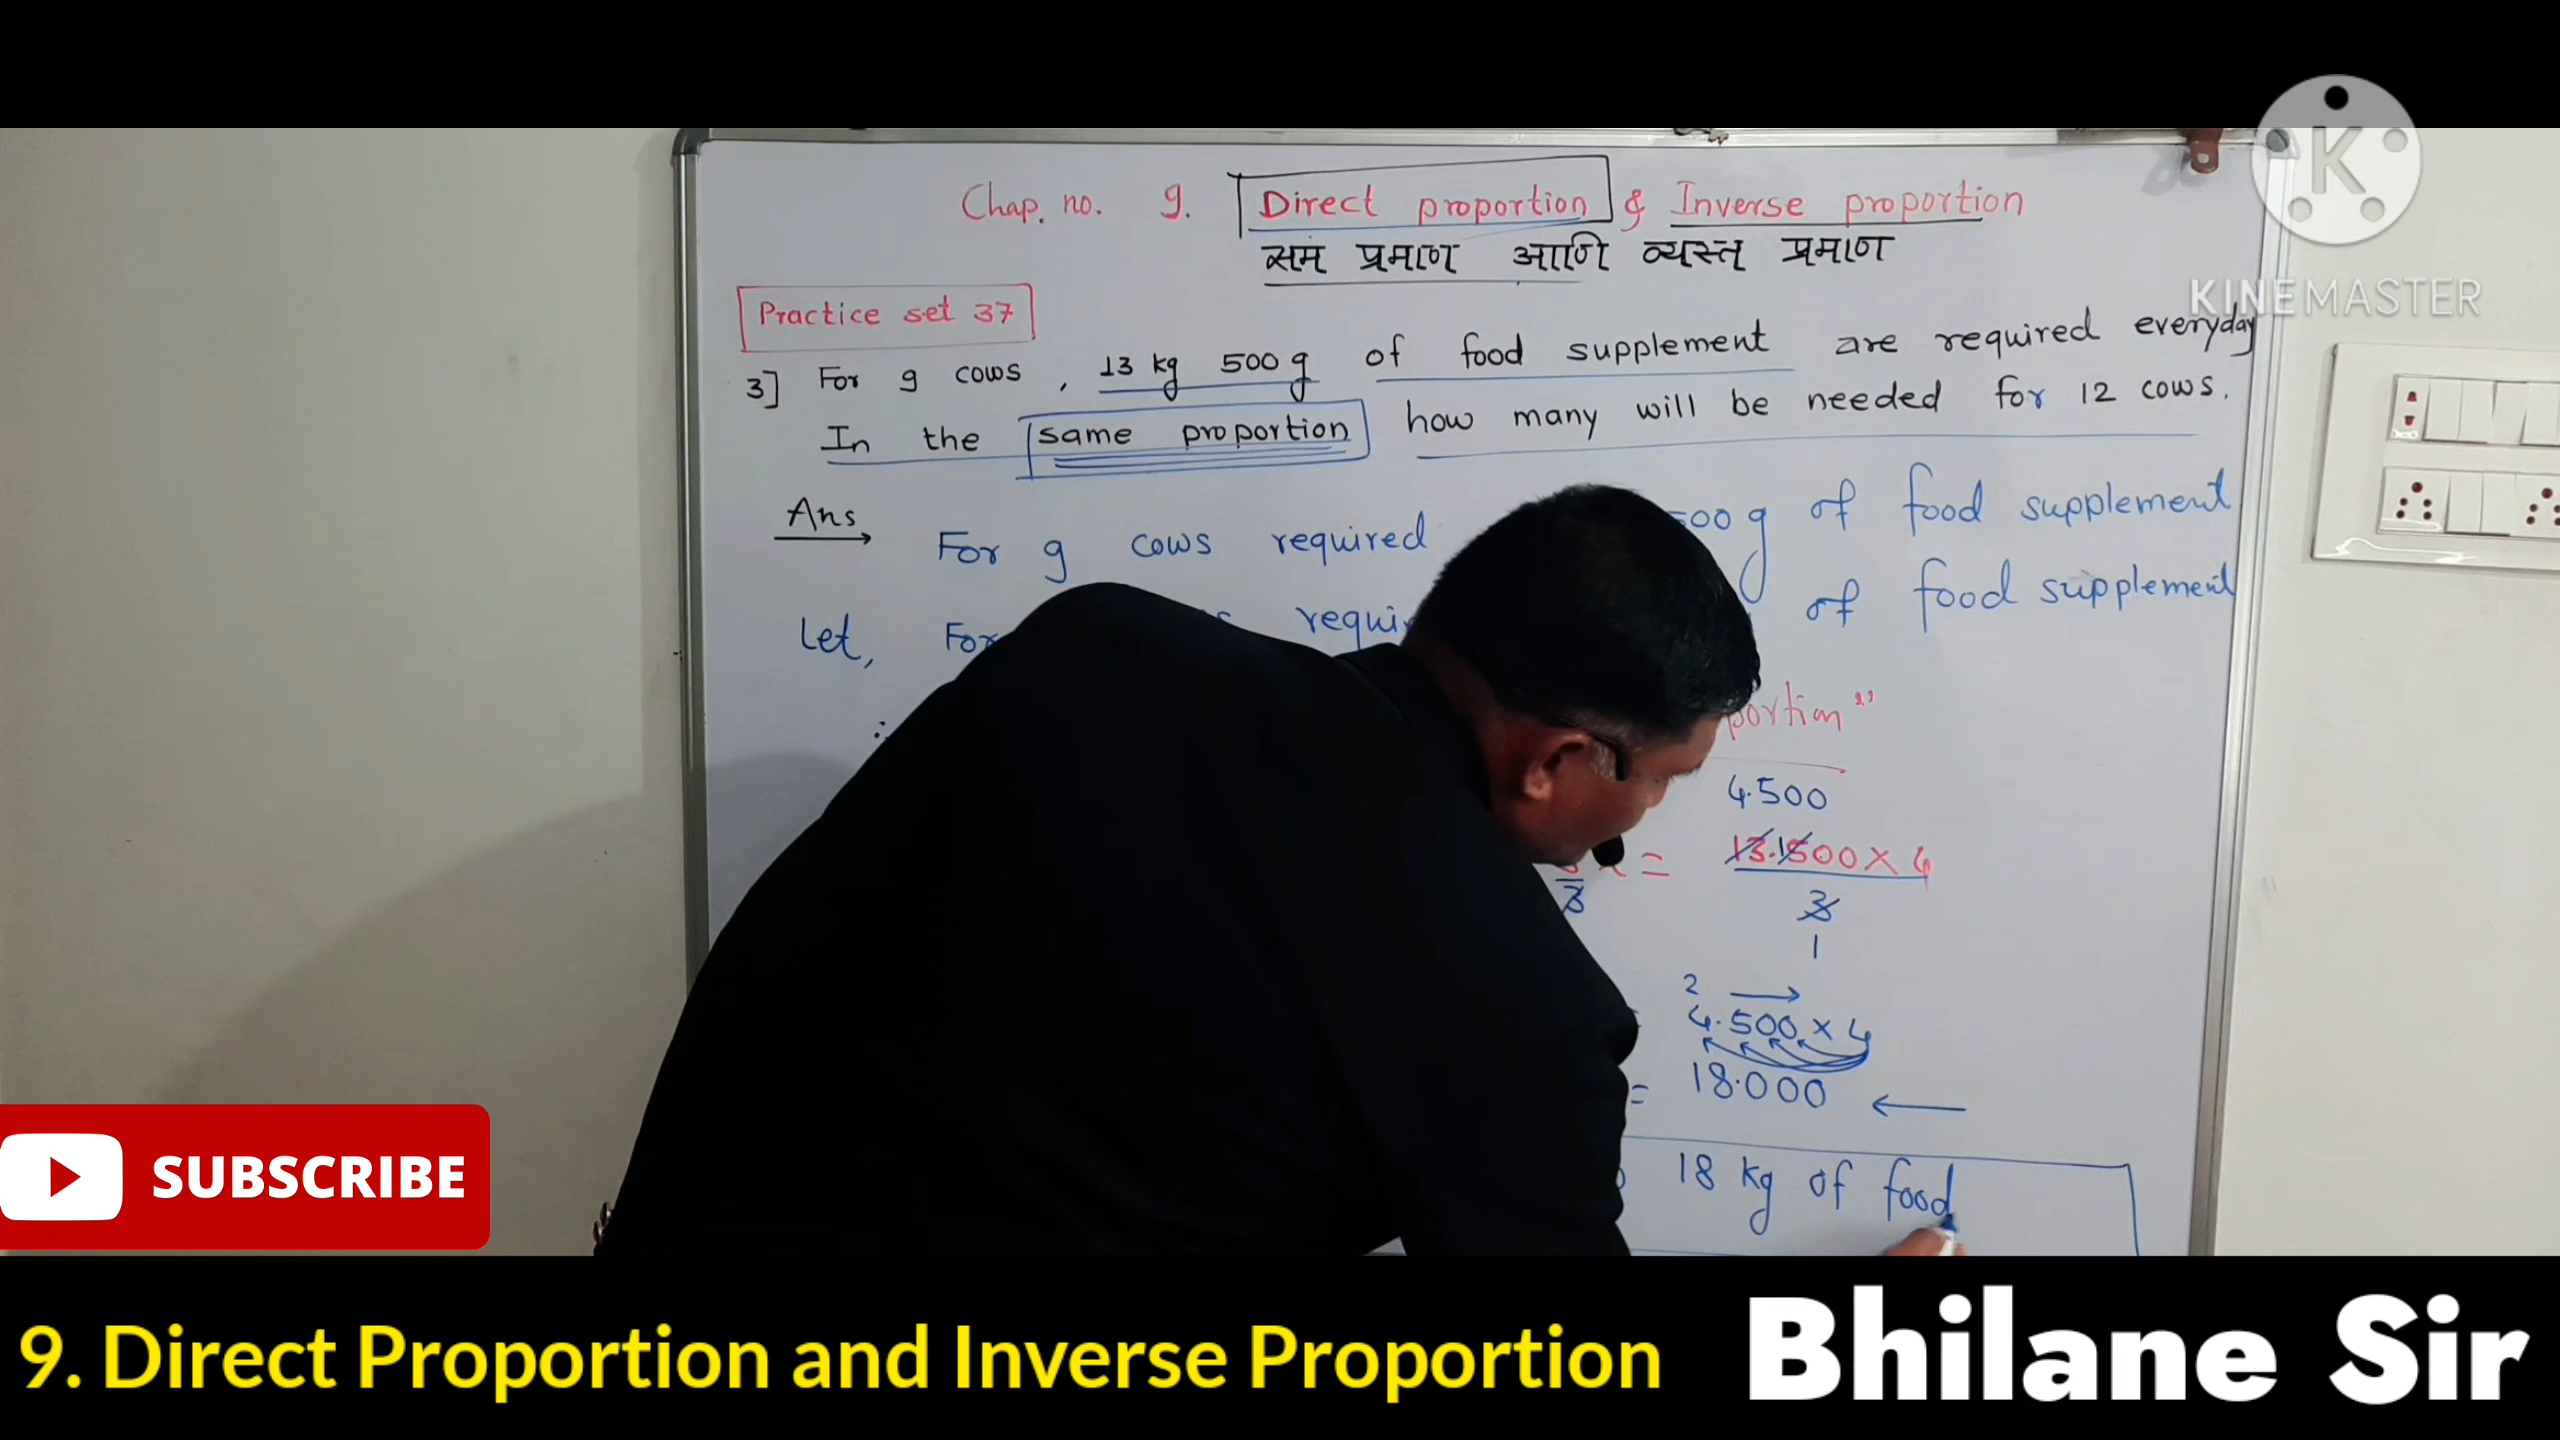 KINEMASTER
Chap. no. 9. Direct proportion & Inverse proportion
सम प्रमाण आणि व्यस्त प्रमाण
Practice set 37
3] For 9 cows, 13 kg 500 g of food supplement are required everyday
In the same proportion how many will be needed for 12 cows.
Ans For 9 cows required 500 g of food supplement
Let, For of food supplement
portion"
4.500
= 13.1500 × 4
3 3
1
2
= 4.500 × 4
= 18.000
18 kg of food
SUBSCRIBE
9. Direct Proportion and Inverse Proportion Bhilane Sir